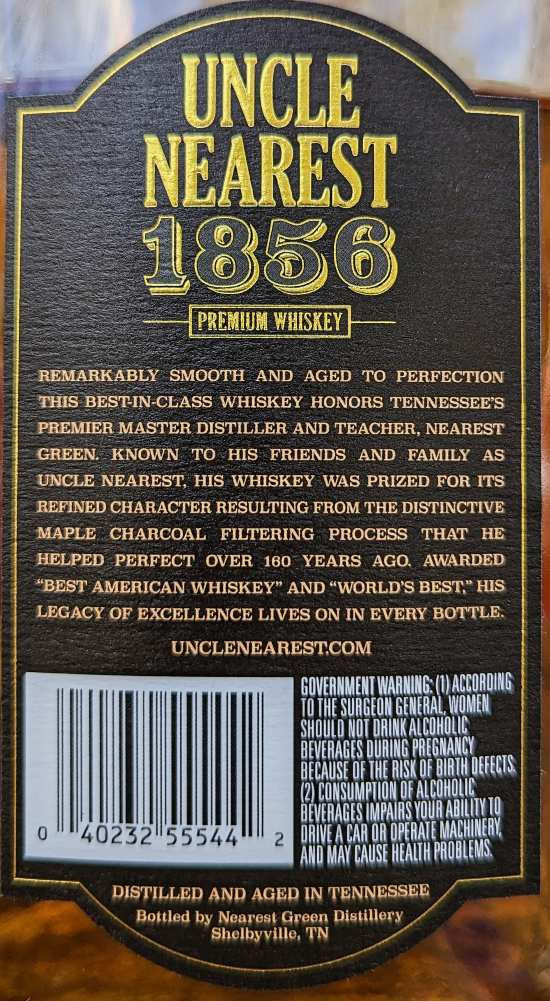 UNCLE
NEAREST
1856
PREMIUM WHISKEY
REMARKABLY SMOOTH AND AGED TO PERFECTION
THIS BEST-IN-CLASS WHISKEY HONORS TENNESSEE'S
PREMIER MASTER DISTILLER AND TEACHER, NEAREST
GREEN. KNOWN TO HIS FRIENDS AND FAMILY AS
UNCLE NEAREST, HIS WHISKEY WAS PRIZED FOR ITS
REFINED CHARACTER RESULTING FROM THE DISTINCTIVE
MAPLE CHARCOAL FILTERING PROCESS THAT HE
HELPED PERFECT OVER 160 YEARS AGO. AWARDED
“BEST AMERICAN WHISKEY” AND “WORLD'S BEST,” HIS
LEGACY OF EXCELLENCE LIVES ON IN EVERY BOTTLE.
UNCLENEAREST.COM
GOVERNMENT WARNING: (1) ACCORDING
TO THE SURGEON GENERAL, WOMEN
SHOULD NOT DRINK ALCOHOLIC
BEVERAGES DURING PREGNANCY
BECAUSE OF THE RISK OF BIRTH DEFECTS.
(2) CONSUMPTION OF ALCOHOLIC
BEVERAGES IMPAIRS YOUR ABILITY TO
DRIVE A CAR OR OPERATE MACHINERY,
AND MAY CAUSE HEALTH PROBLEMS.
0 40232 55544 2
DISTILLED AND AGED IN TENNESSEE
Bottled by Nearest Green Distillery
Shelbyville, TN